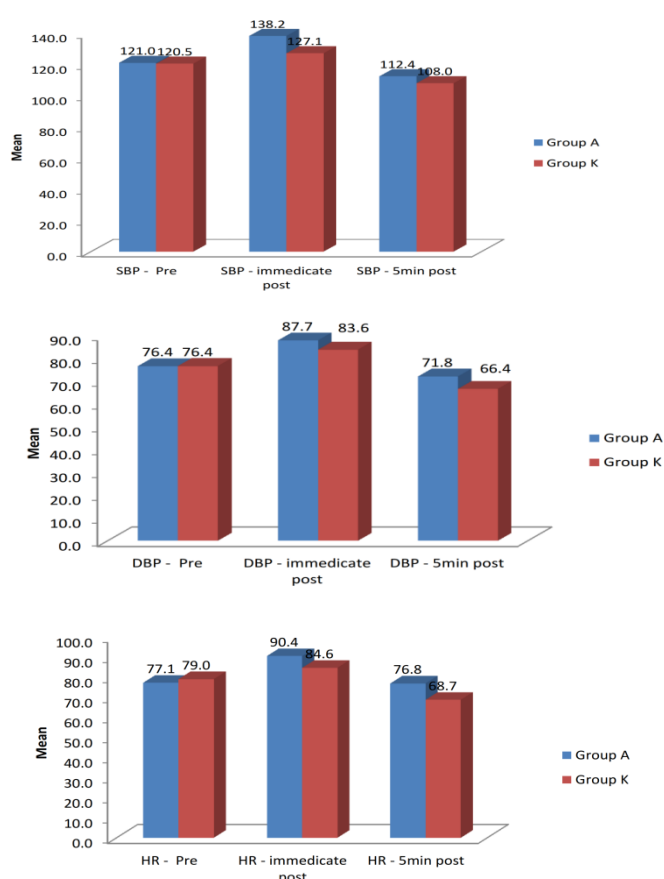 140.0
120.0
100.0
80.0
60.0
40.0
20.0
0.0
Mean
121.0 120.5
138.2
127.1
112.4
108.0
SBP - Pre
SBP - immedicate
post
SBP - 5min post
Group A
Group K
90.0
80.0
70.0
60.0
50.0
40.0
30.0
20.0
10.0
0.0
Mean
76.4 76.4
87.7 83.6
71.8 66.4
DBP - Pre
DBP - immedicate
post
DBP - 5min post
Group A
Group K
100.0
90.0
80.0
70.0
60.0
50.0
40.0
30.0
20.0
10.0
0.0
Mean
77.1 79.0
90.4
84.6
76.8
68.7
HR - Pre
HR - immedicate
post
HR - 5min post
Group A
Group K